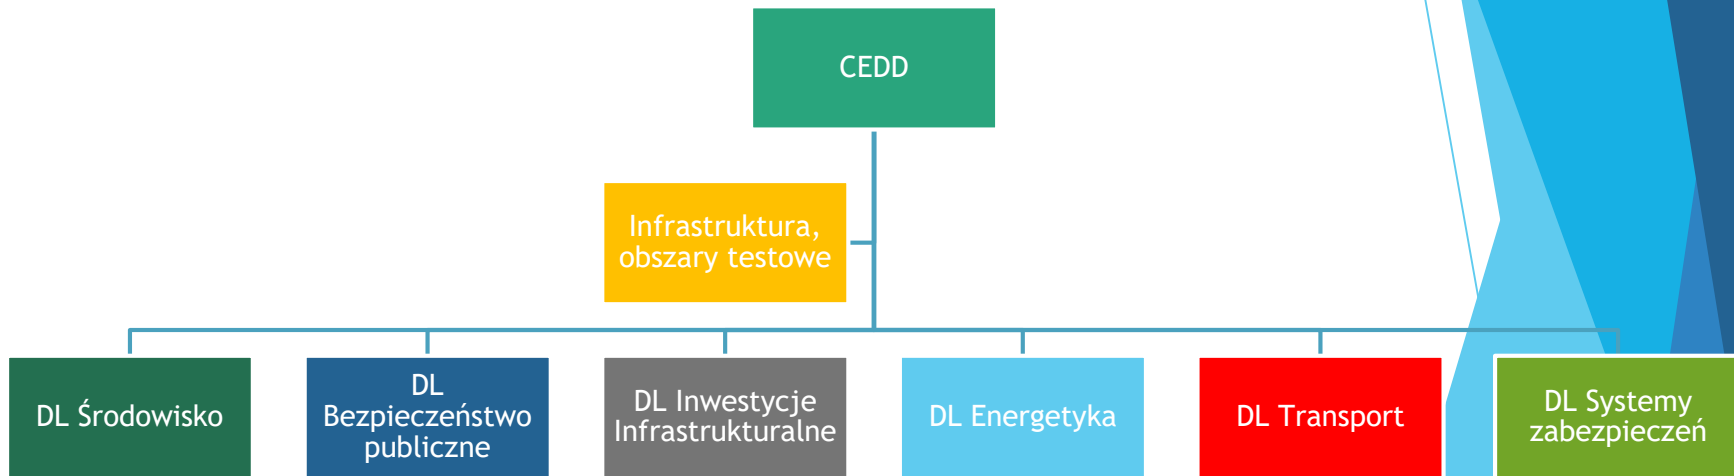 CEDD
Infrastruktura,
obszary testowe
DL Środowisko
DL
Bezpieczeństwo
publiczne
DL Inwestycje
Infrastrukturalne
DL Energetyka
DL Transport
DL Systemy
zabezpieczeń